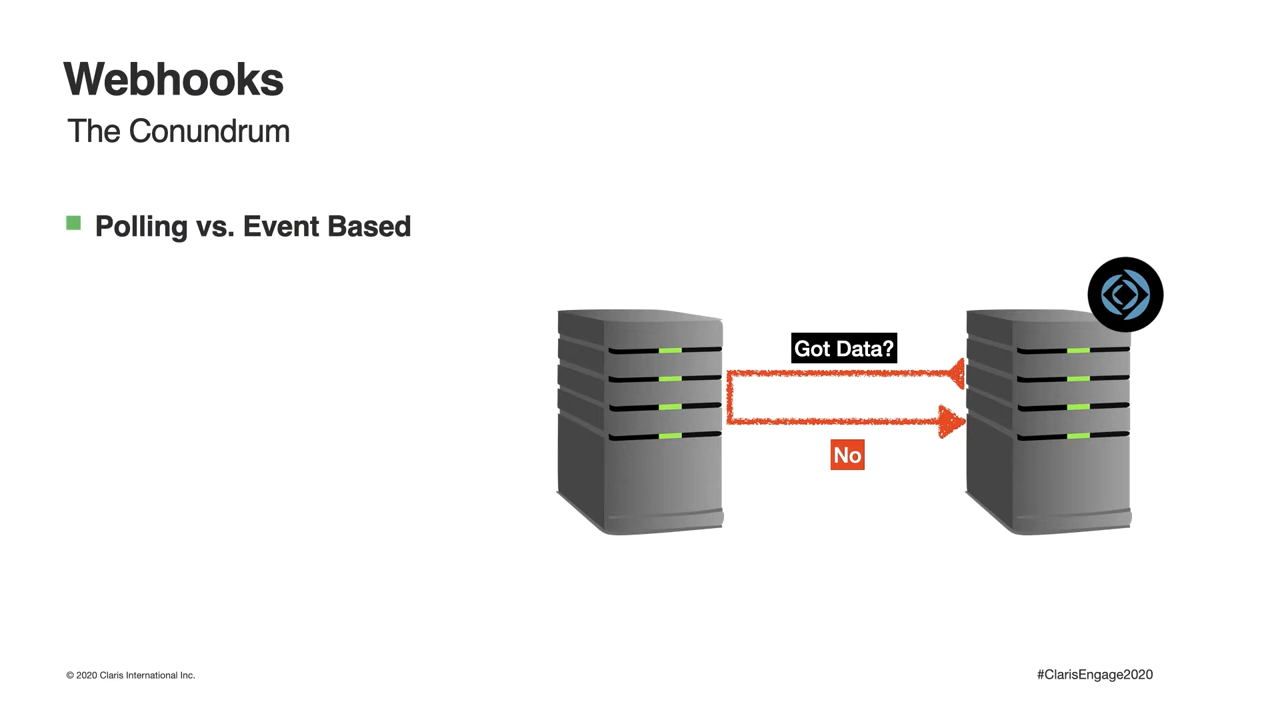 Webhooks
The Conundrum
Polling vs. Event Based
Got Data?
No
© 2020 Claris International Inc.
#ClarisEngage2020